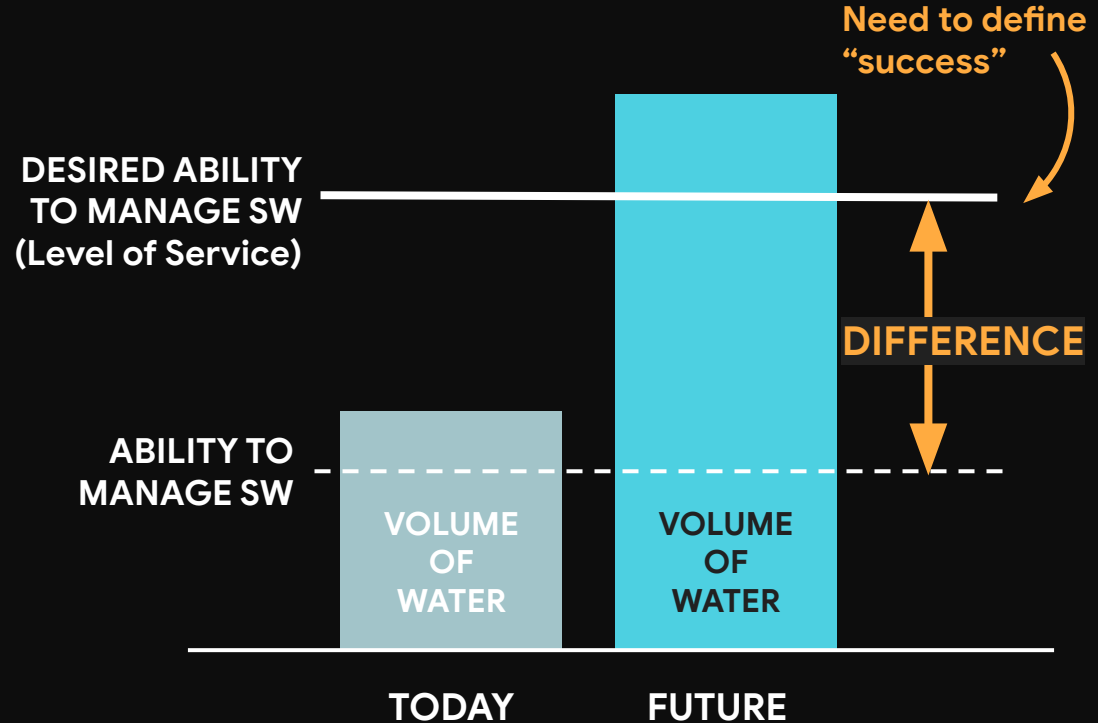 Need to define
“success”
DESIRED ABILITY
TO MANAGE SW
(Level of Service)
DIFFERENCE
ABILITY TO
MANAGE SW
VOLUME
OF
WATER
VOLUME
OF
WATER
TODAY
FUTURE